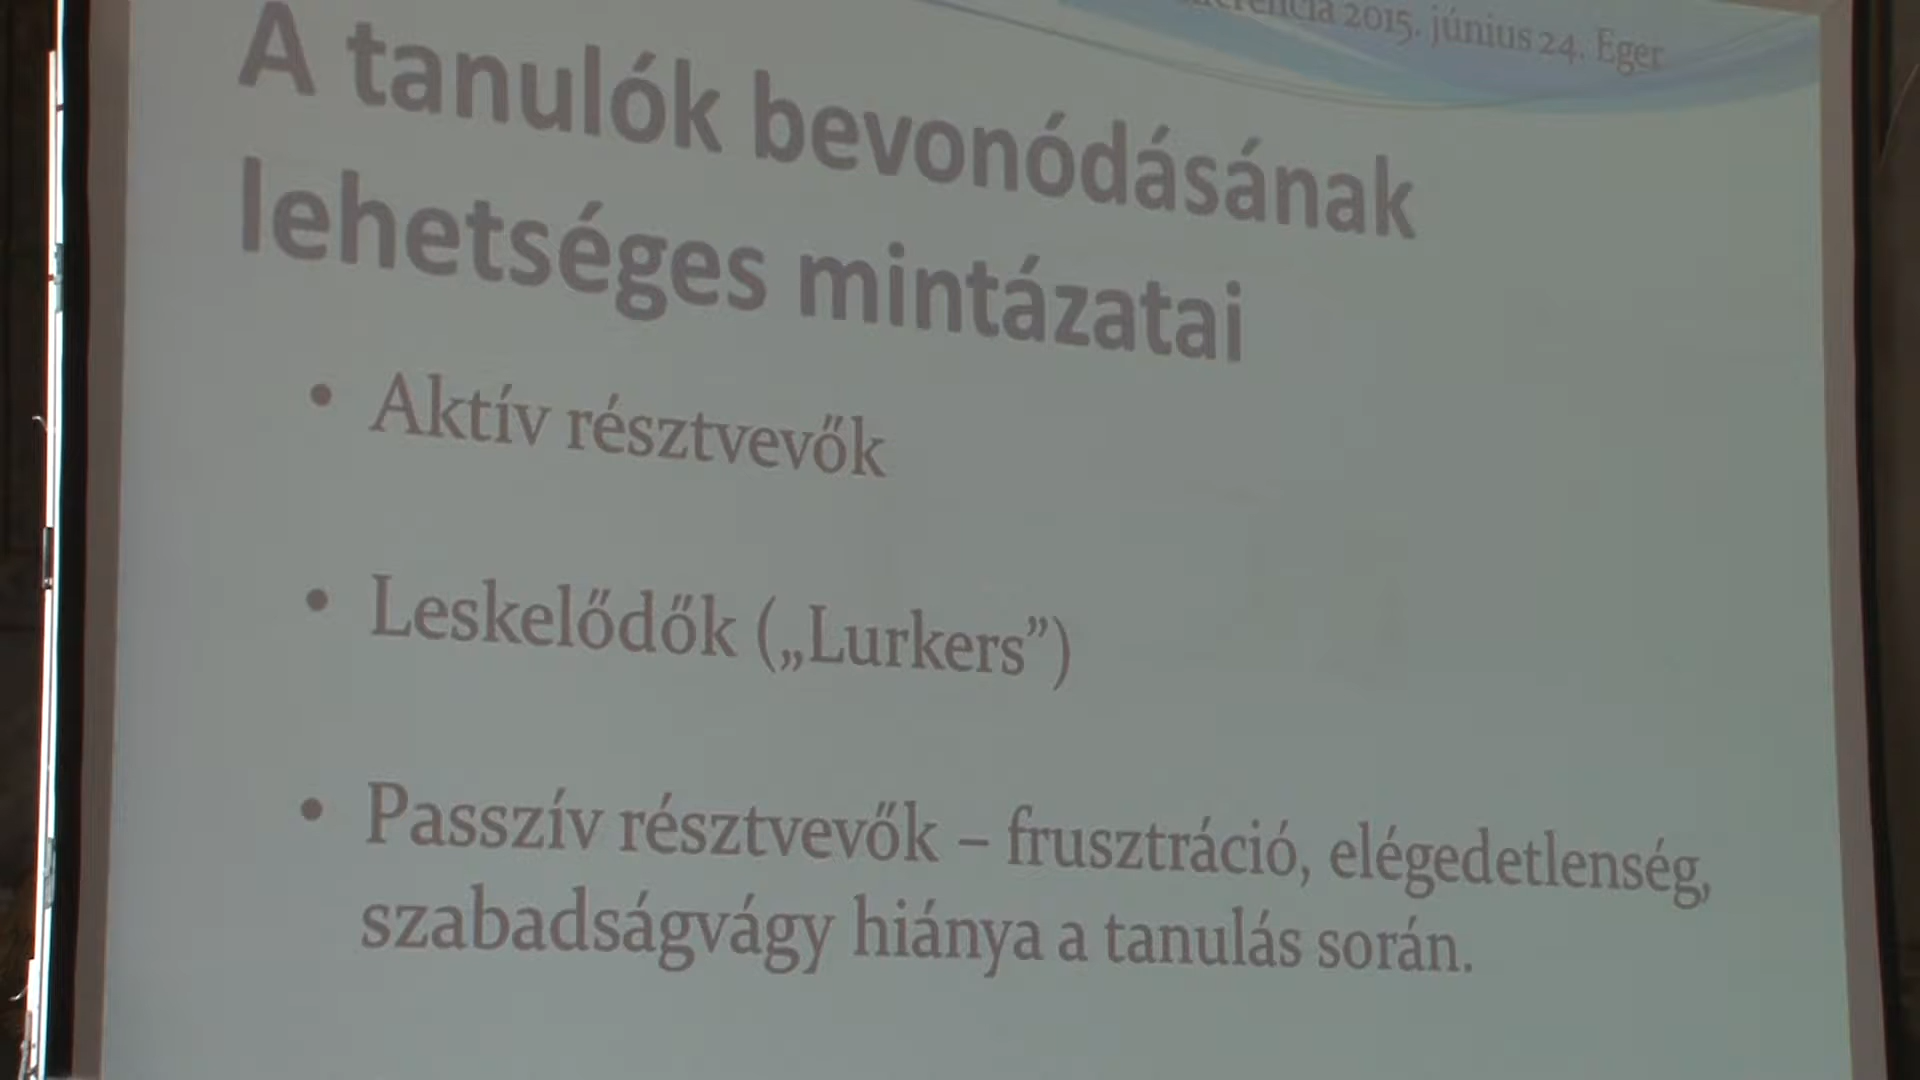 2015. június 24. Eger
A tanulók bevonódásának
lehetséges mintázatai
• Aktív résztvevők
• Leskelődők („Lurkers”)
• Passzív résztvevők – frusztráció, elégedetlenség,
szabadságvágy hiánya a tanulás során.